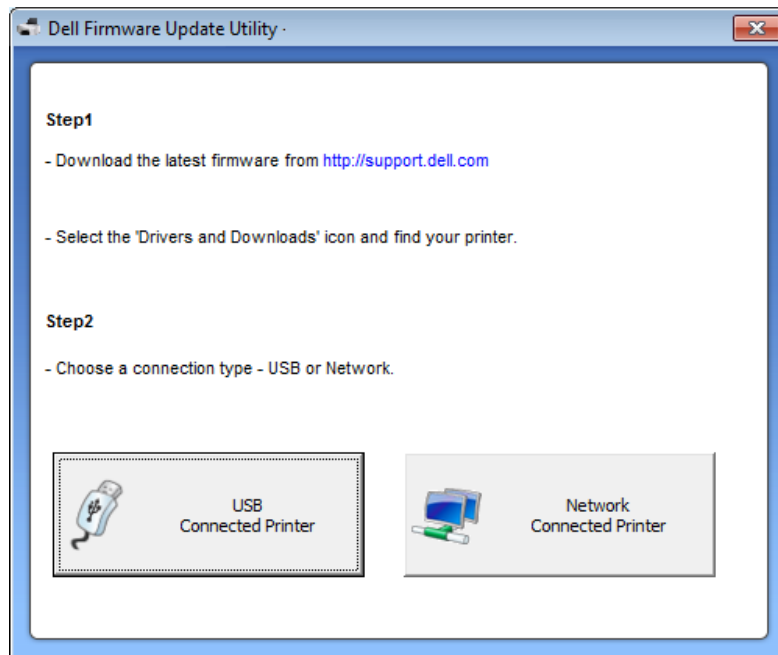 Dell Firmware Update Utility -
Step1
- Download the latest firmware from http://support.dell.com
- Select the 'Drivers and Downloads' icon and find your printer.
Step2
- Choose a connection type - USB or Network.
USB
Connected Printer
Network
Connected Printer